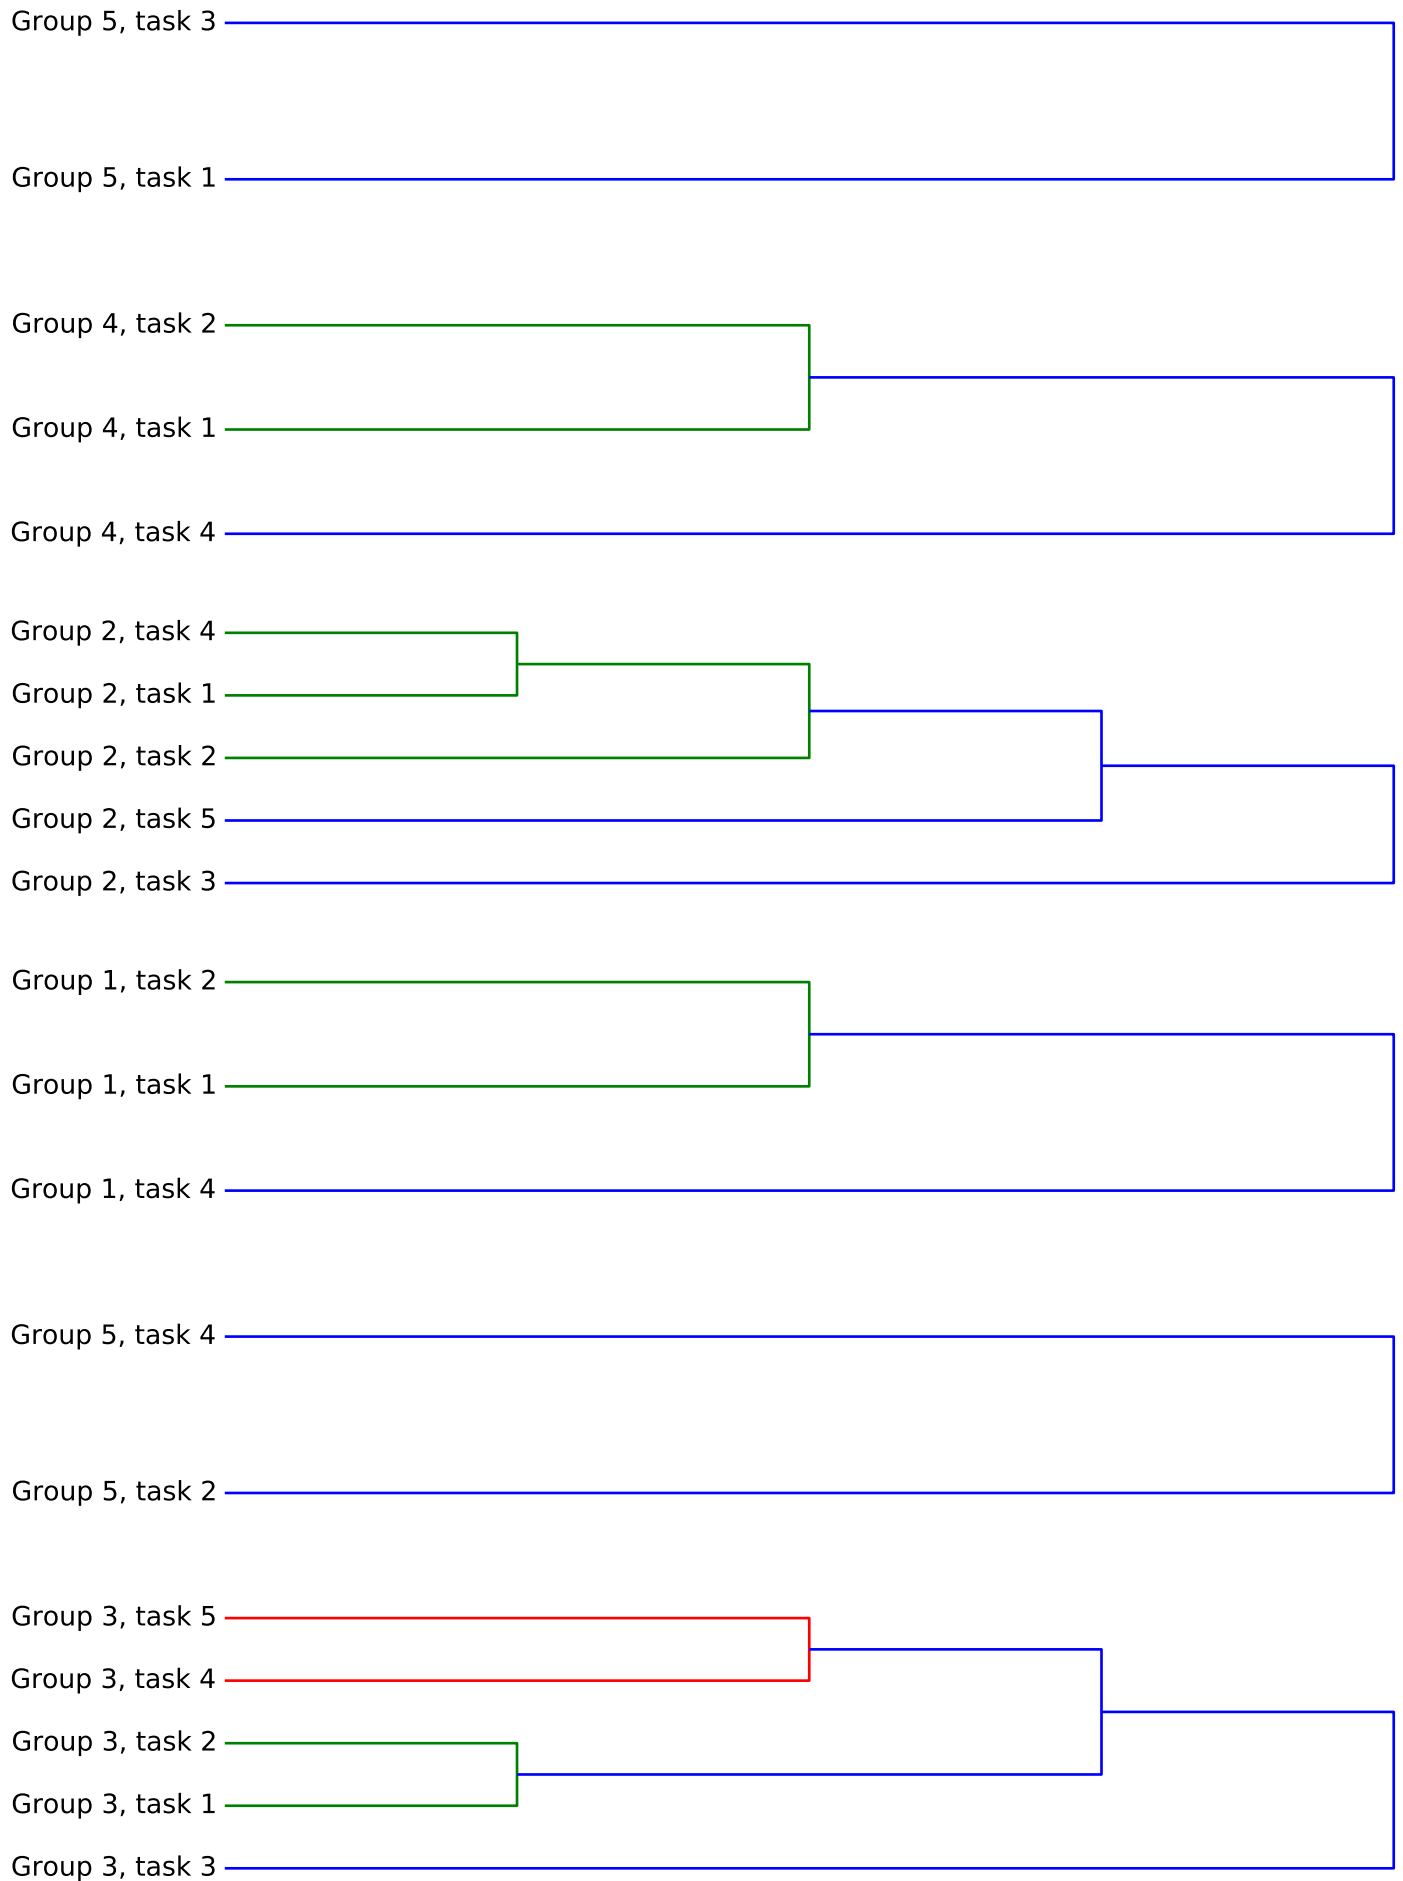 Group 5, task 3
Group 5, task 1
Group 4, task 2
Group 4, task 1
Group 4, task 4
Group 2, task 4
Group 2, task 1
Group 2, task 2
Group 2, task 5
Group 2, task 3
Group 1, task 2
Group 1, task 1
Group 1, task 4
Group 5, task 4
Group 5, task 2
Group 3, task 5
Group 3, task 4
Group 3, task 2
Group 3, task 1
Group 3, task 3